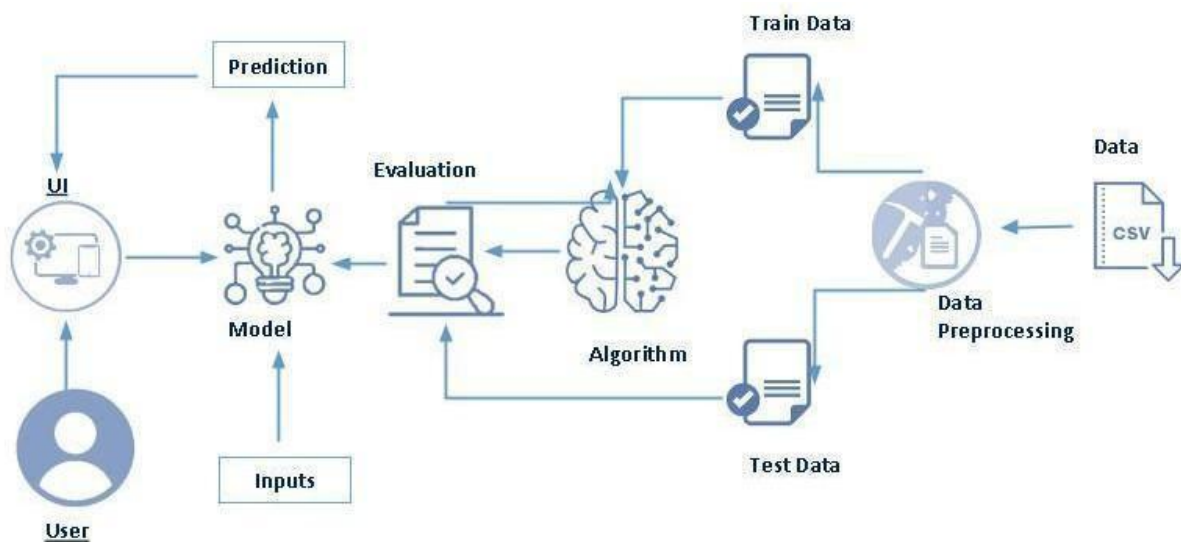 Train Data
Prediction
Data
Evaluation
UI
CSV
Data
Preprocessing
Model
Algorithm
Inputs
Test Data
User